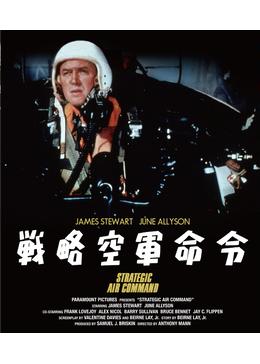 JAMES STEWART JUNE ALLYSON
戦略空軍命令
STRATEGIC
AIR COMMAND
PARAMOUNT PICTURES PRESENTS "STRATEGIC AIR COMMAND"
STARRING JAMES STEWART JUNE ALLYSON
CO-STARRING FRANK LOVEJOY ALEX NICOL BARRY SULLIVAN BRUCE BENNET JAY C. FLIPPEN
SCREENPLAY BY VALENTINE DAVIES AND BEIRNE LAY, Jr. STORY BY BEIRNE LAY, Jr.
PRODUCED BY SAMUEL J. BRISKIN DIRECTED BY ANTHONY MANN